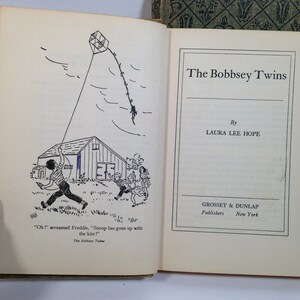 "Oh!" screamed Freddie, "Snoop has gone up with
the kite!"
The Bobbsey Twins
The Bobbsey Twins
By
LAURA LEE HOPE
GROSSET & DUNLAP
Publishers New York